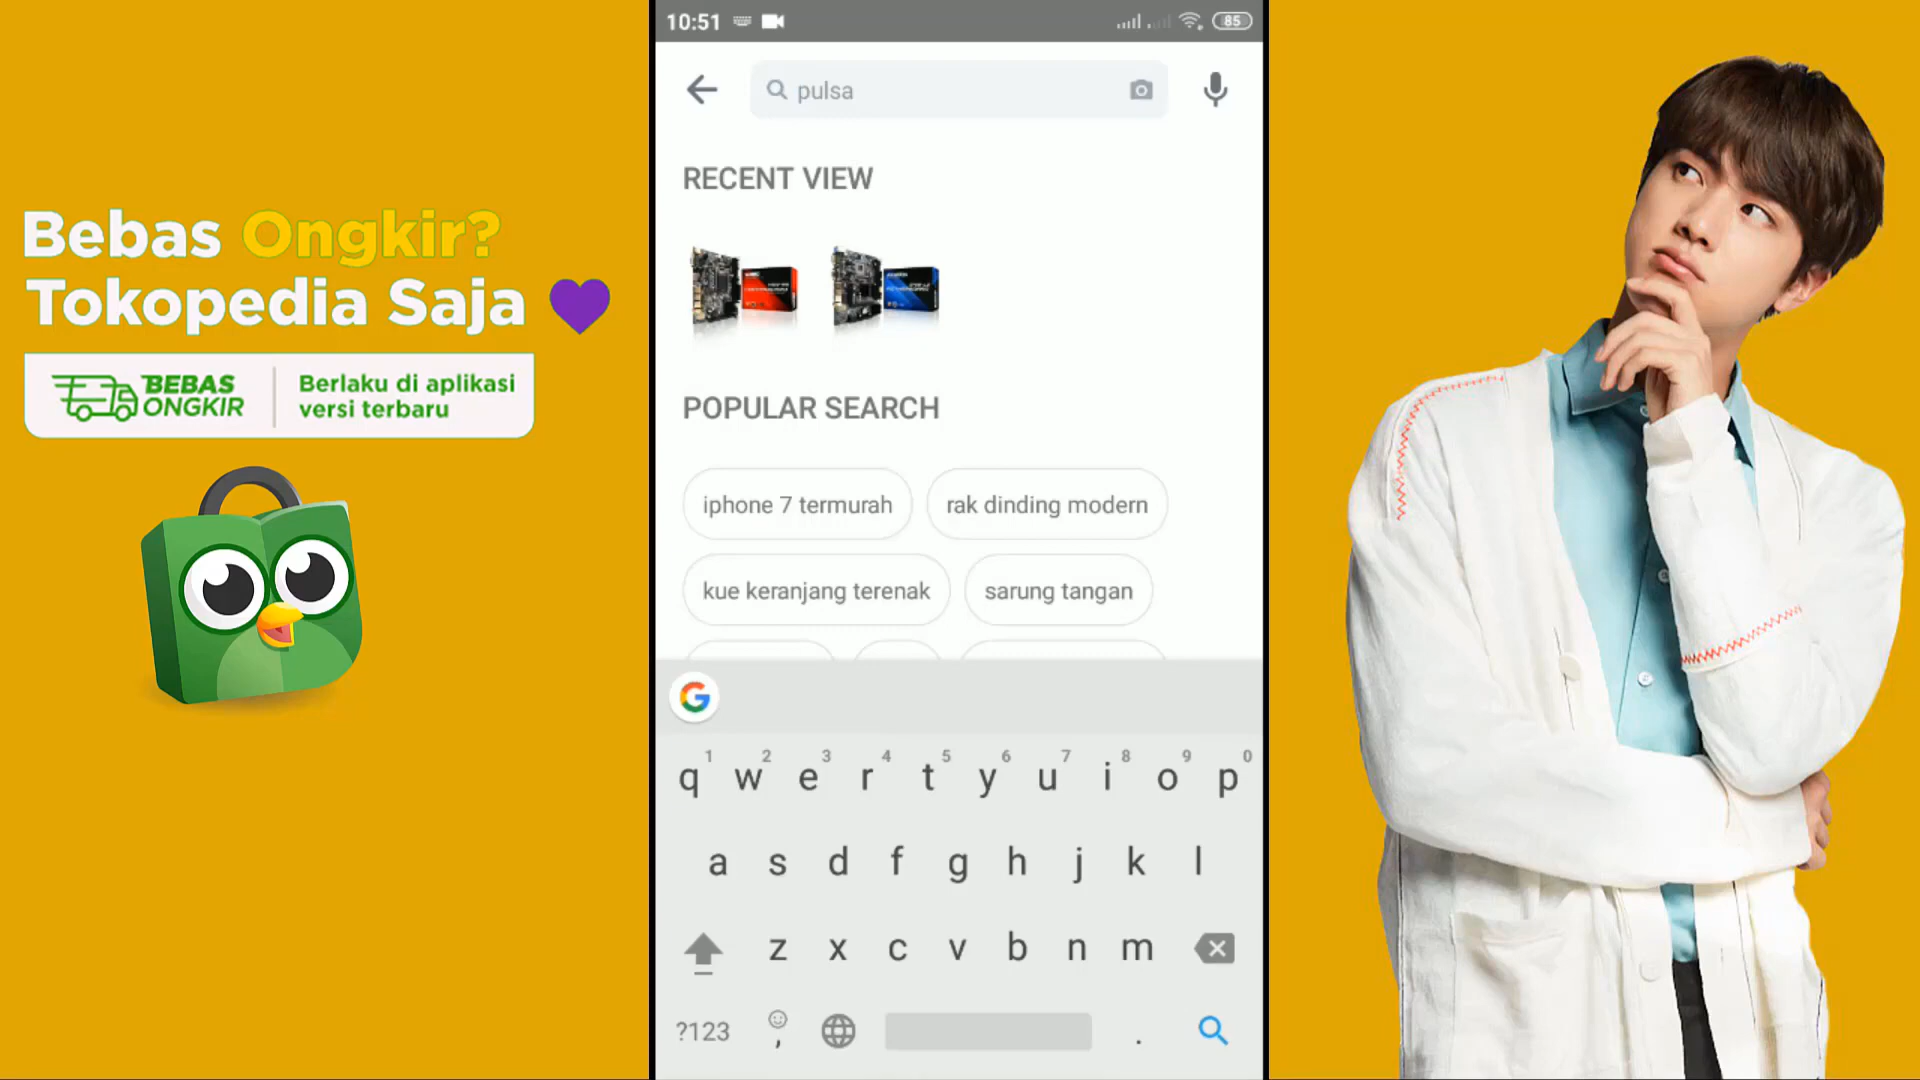 Bebas Ongkir?
Tokopedia Saja
BEBAS
ONGKIR
Berlaku di aplikasi
versi terbaru
10:51
85
pulsa
RECENT VIEW
POPULAR SEARCH
iphone 7 termurah
rak dinding modern
kue keranjang terenak
sarung tangan
G
1 2 3 4 5 6 7 8 9 0
q w e r t y u i o p
a s d f g h j k l
z x c v b n m
?123 , .